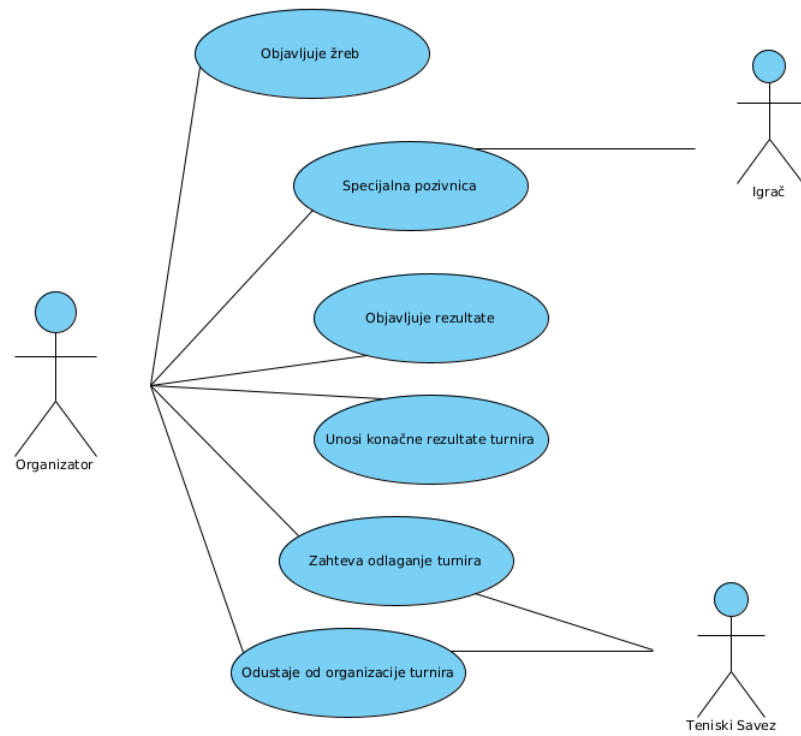 Objavljuje žreb
Specijalna pozivnica
Igrač
Objavljuje rezultate
Unosi konačne rezultate turnira
Organizator
Zahteva odlaganje turnira
Odustaje od organizacije turnira
Teniski Savez